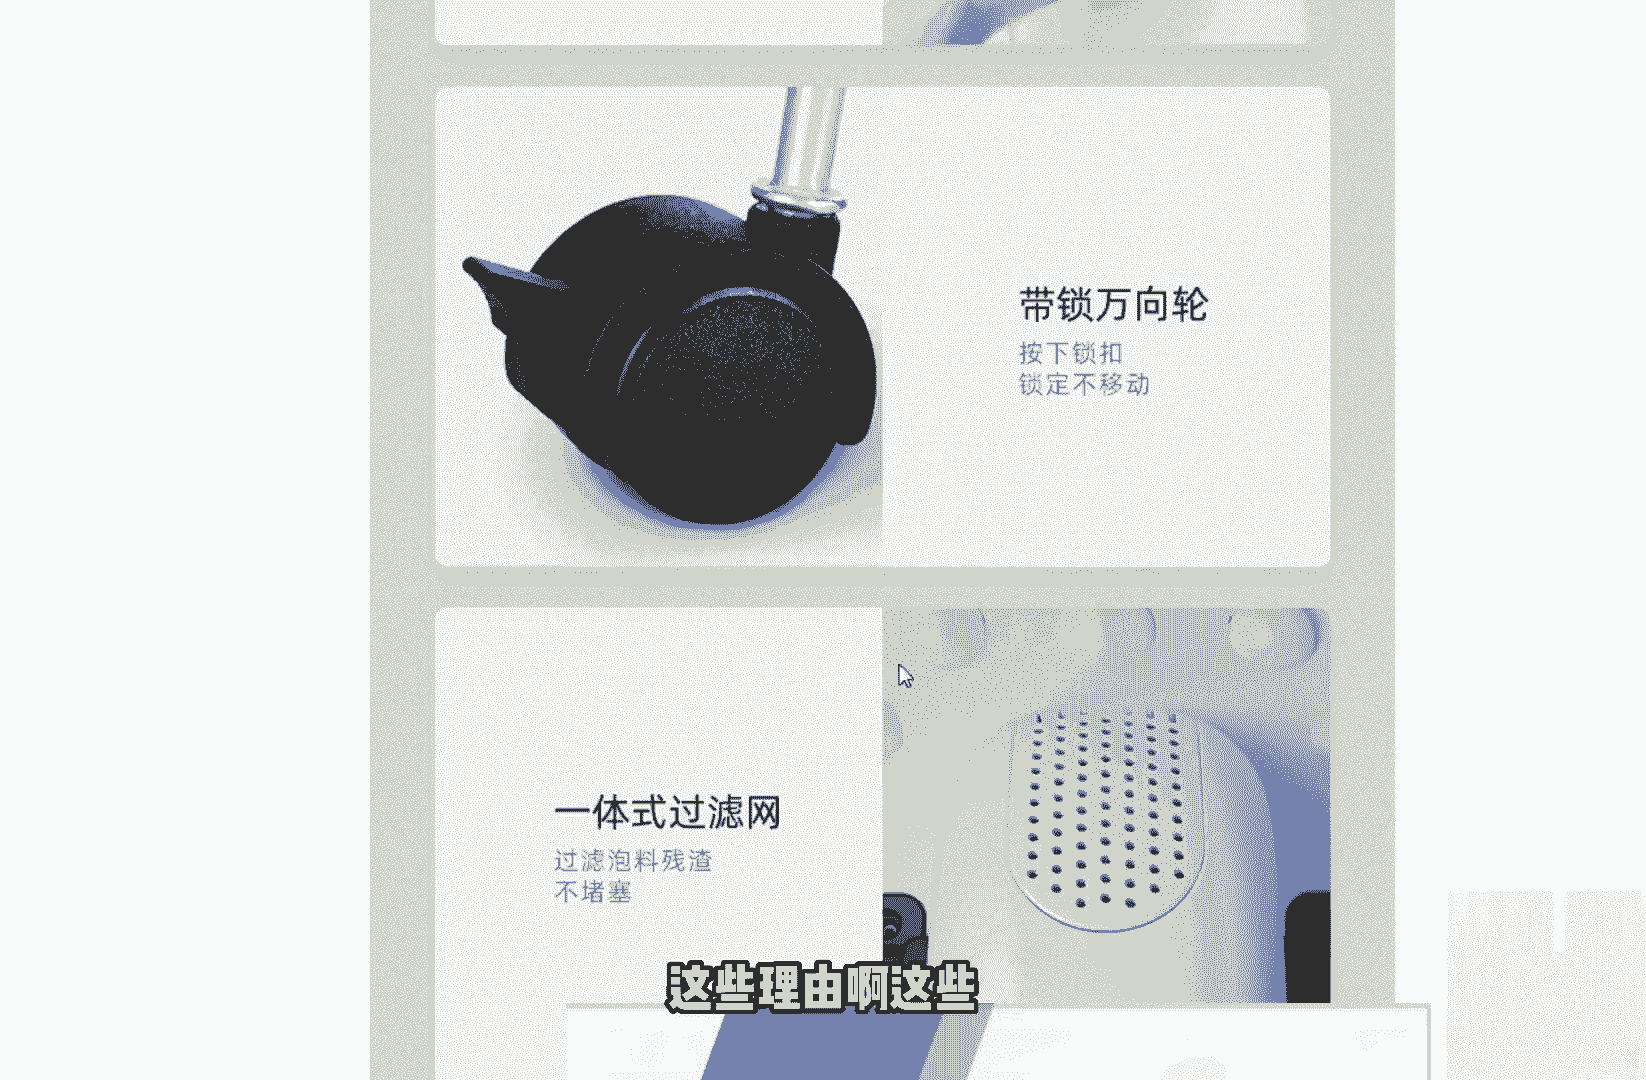 带锁万向轮
按下锁扣
锁定不移动
一体式过滤网
过滤泡料残渣
不堵塞
这些理由啊这些